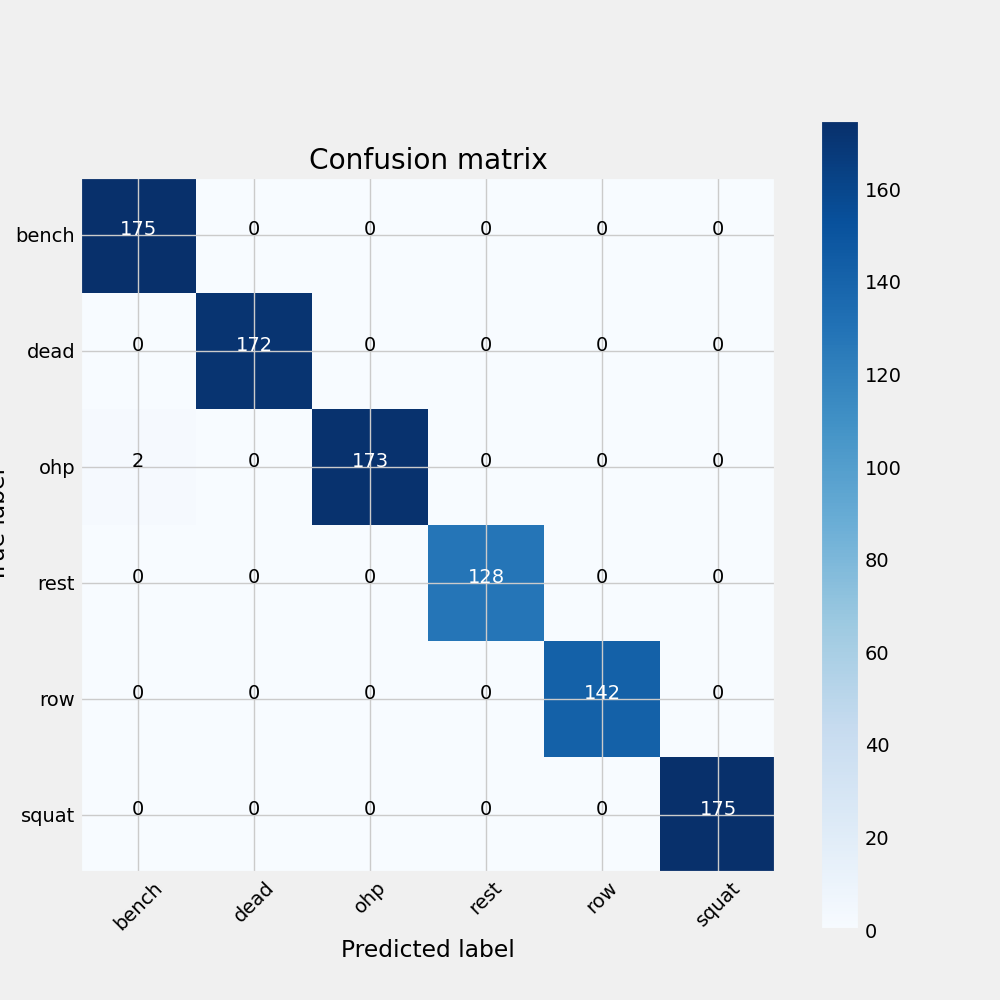 Confusion matrix
160
140
120
100
80
60
40
20
0
bench 175 0 0 0 0 0
dead 0 172 0 0 0 0
ohp 2 0 173 0 0 0
rest 0 0 0 128 0 0
row 0 0 0 0 142 0
squat 0 0 0 0 0 175
bench dead ohp rest row squat
Predicted label